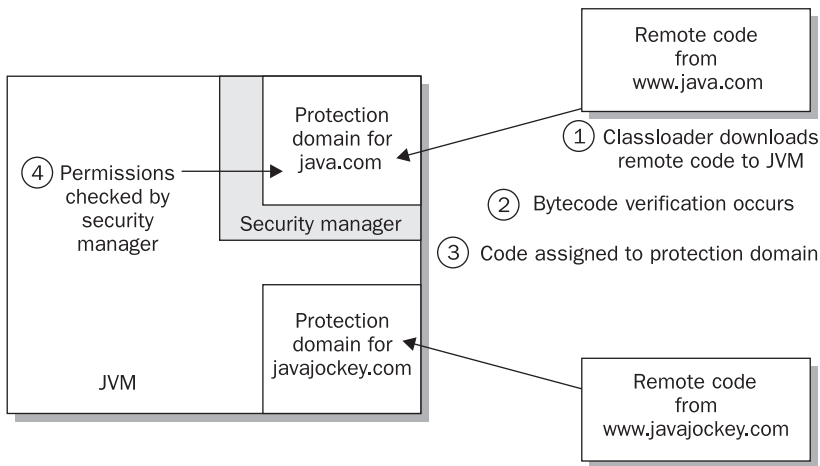 Remote code
from
www.java.com
Protection
domain for
java.com
1 Classloader downloads
remote code to JVM
4 Permissions
checked by
security
manager
2 Bytecode verification occurs
Security manager
3 Code assigned to protection domain
Protection
domain for
javajockey.com
JVM
Remote code
from
www.javajockey.com